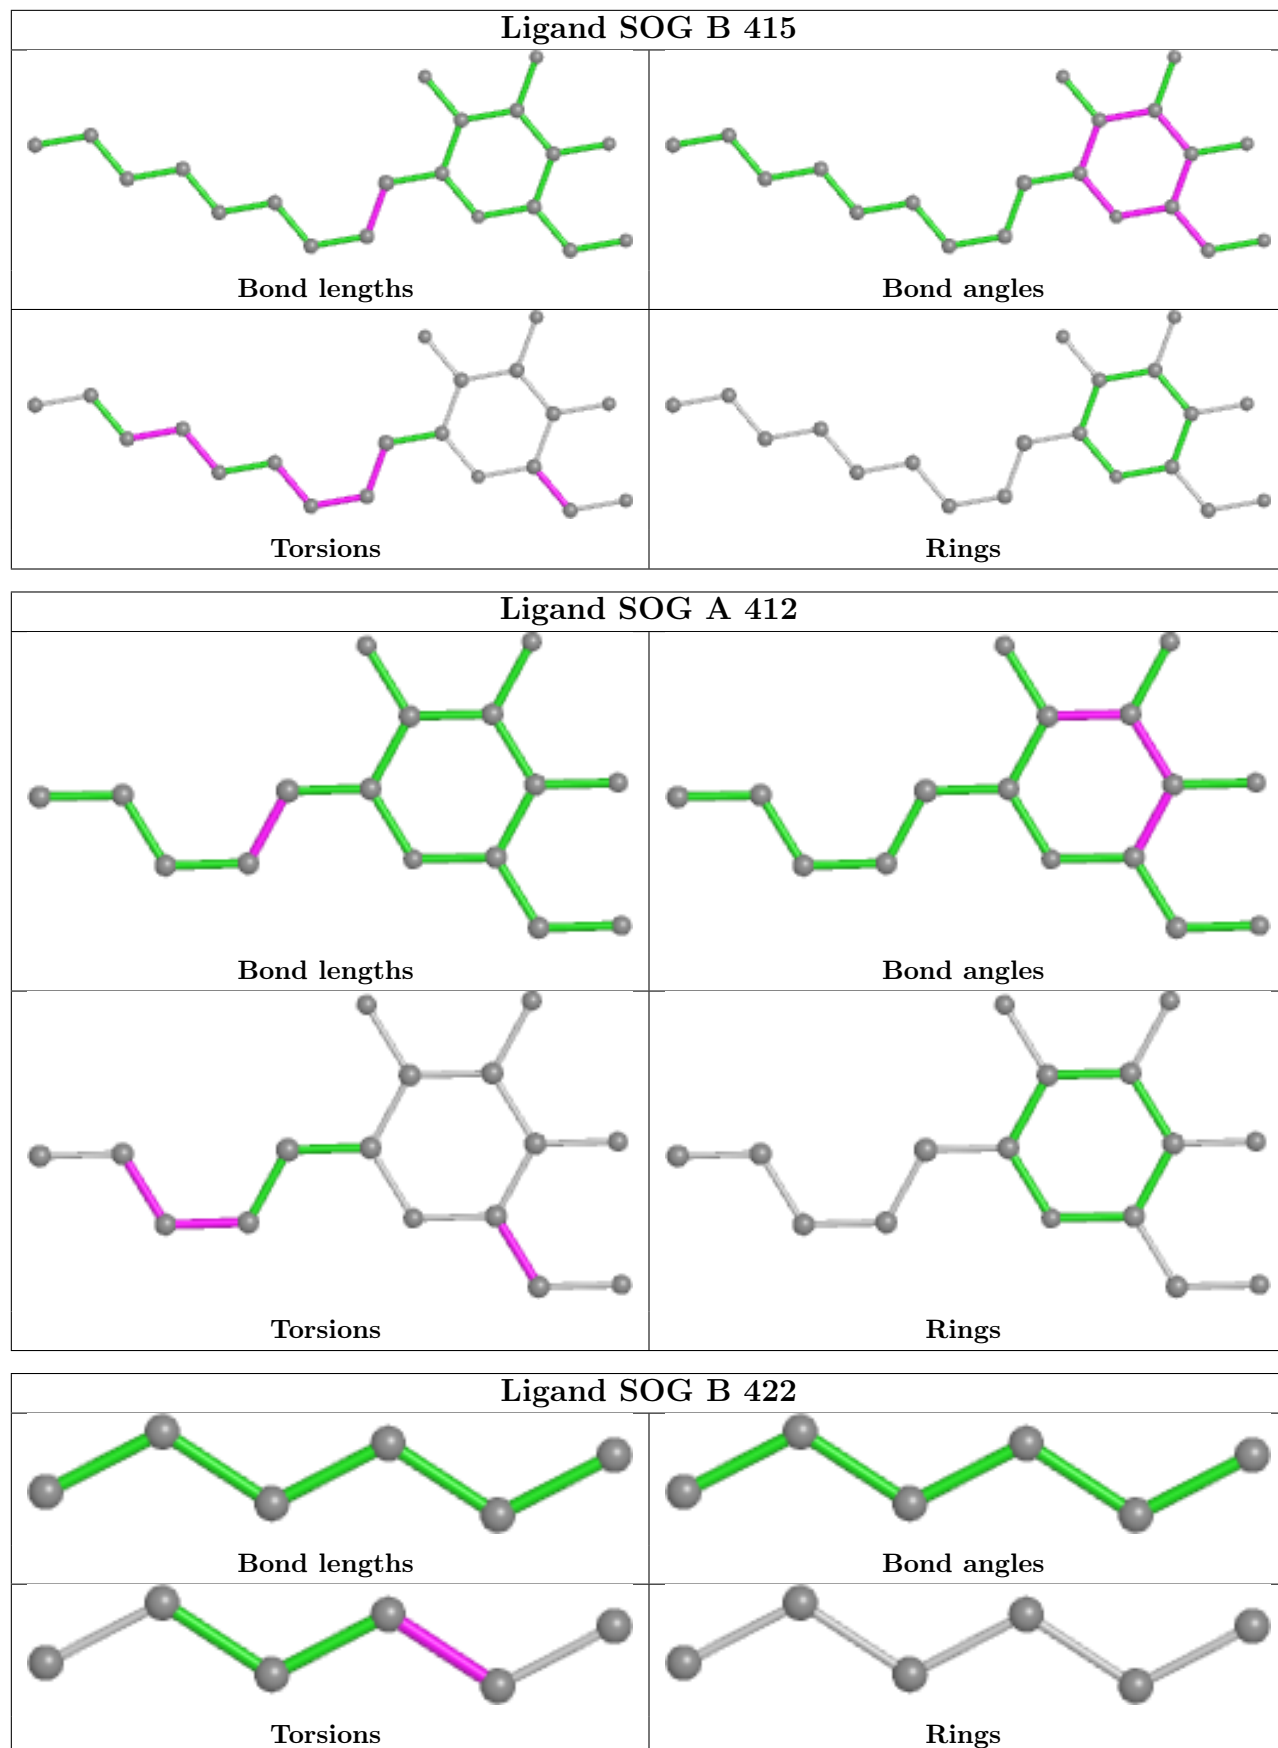 Ligand SOG B 415
Bond lengths
Bond angles
Torsions
Rings
Ligand SOG A 412
Bond lengths
Bond angles
Torsions
Rings
Ligand SOG B 422
Bond lengths
Bond angles
Torsions
Rings